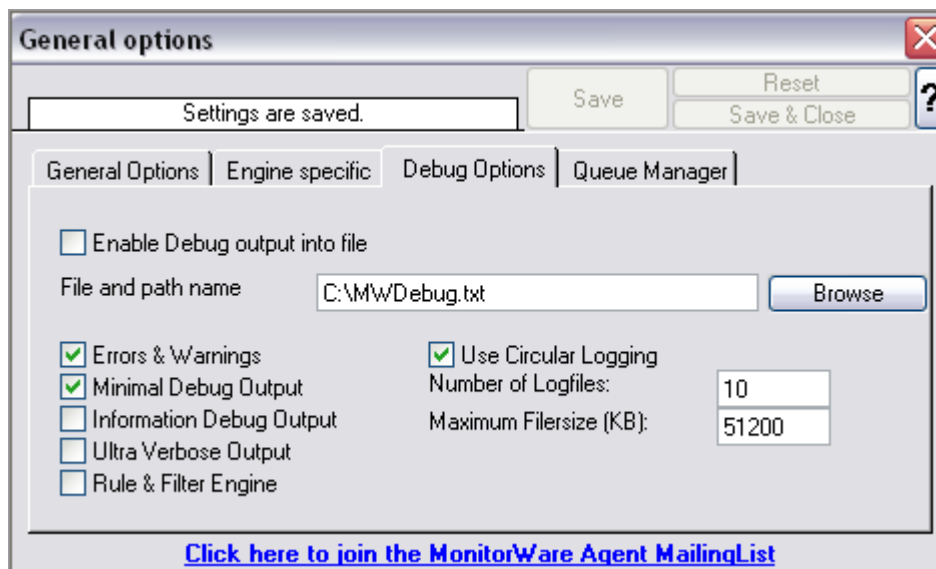 General options
Settings are saved.
Save
Reset
Save & Close
?
General Options
Engine specific
Debug Options
Queue Manager
Enable Debug output into file
File and path name
C:\MWDebug.txt
Browse
Errors & Warnings
Minimal Debug Output
Information Debug Output
Ultra Verbose Output
Rule & Filter Engine
Use Circular Logging
Number of Logfiles:
10
Maximum Filersize (KB):
51200
Click here to join the MonitorWare Agent MailingList